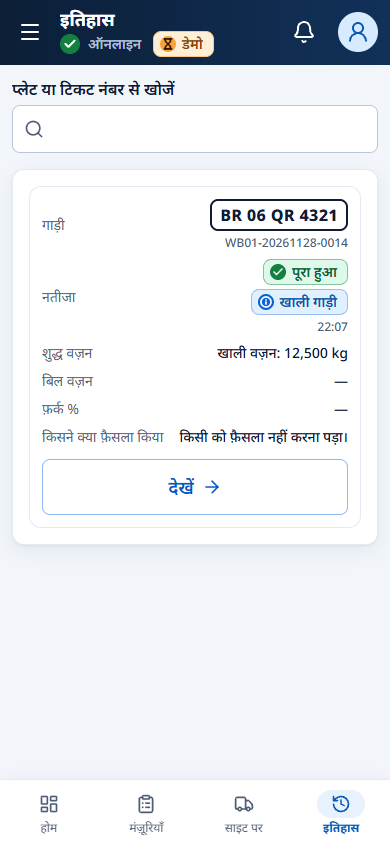 इतिहास
ऑनलाइन
डेमो
प्लेट या टिकट नंबर से खोजें
गाड़ी
BR 06 QR 4321
WB01-20261128-0014
नतीजा
पूरा हुआ
खाली गाड़ी
22:07
शुद्ध वज़न
खाली वज़न: 12,500 kg
बिल वज़न
—
फ़र्क %
—
किसने क्या फ़ैसला किया
किसी को फ़ैसला नहीं करना पड़ा।
देखें →
होम
मंज़ूरियाँ
साइट पर
इतिहास